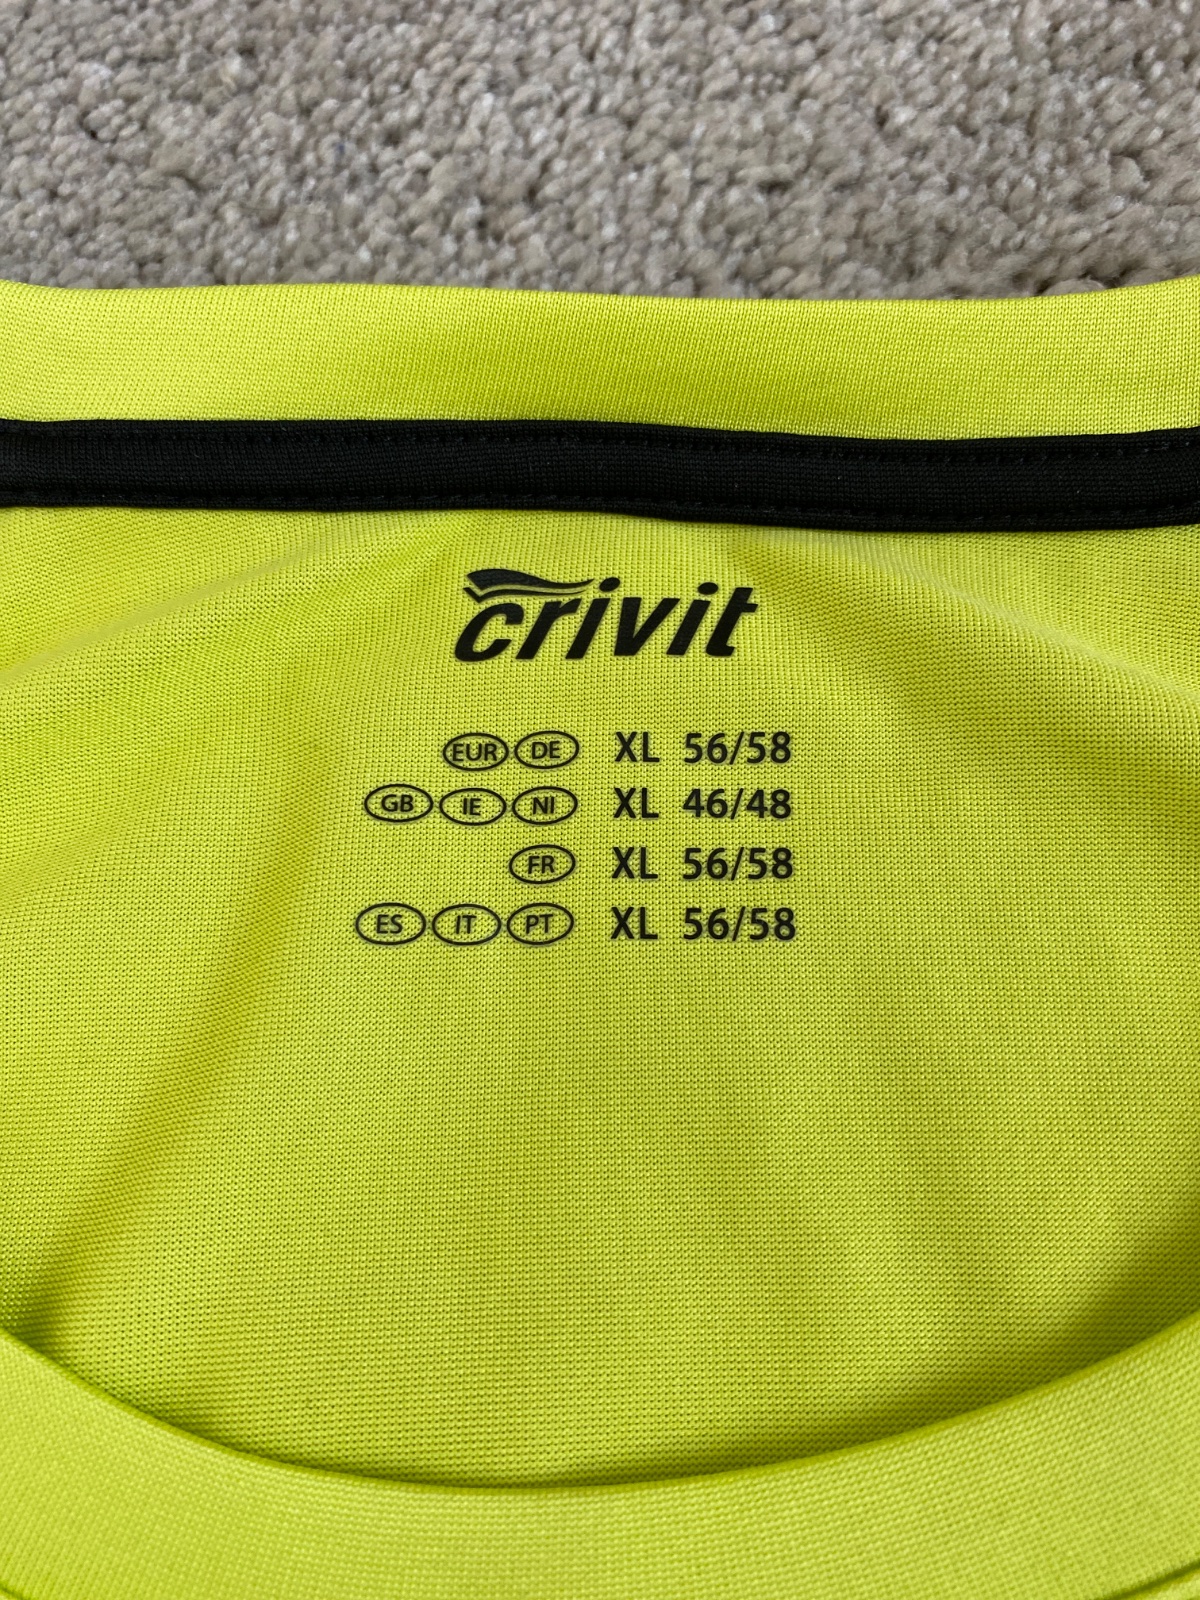 crivit
EUR DE XL 56/58
GB IE NI XL 46/48
FR XL 56/58
ES IT PT XL 56/58